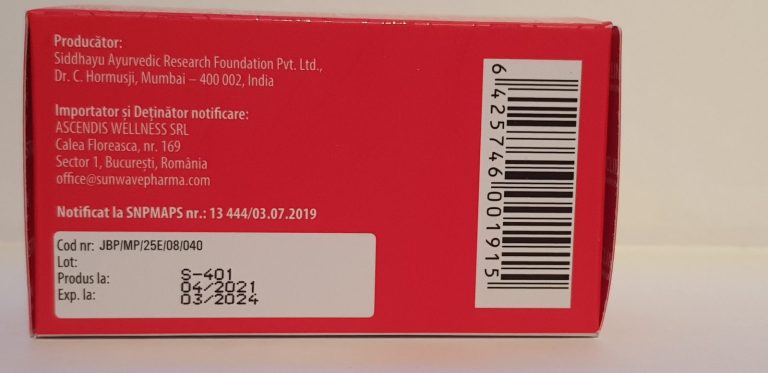 Producător:
Siddhayu Ayurvedic Research Foundation Pvt. Ltd.,
Dr. C. Hormusji, Mumbai – 400 002, India
Importator și Deținător notificare:
ASCENDIS WELLNESS SRL
Calea Floreasca, nr. 169
Sector 1, București, România
office@sunwavepharma.com
Notificat la SNPMAPS nr.: 13 444/03.07.2019
Cod nr: JBP/MP/25E/08/040
Lot: S-401
Produs la: 04/2021
Exp. la: 03/2024
6 425746 001915